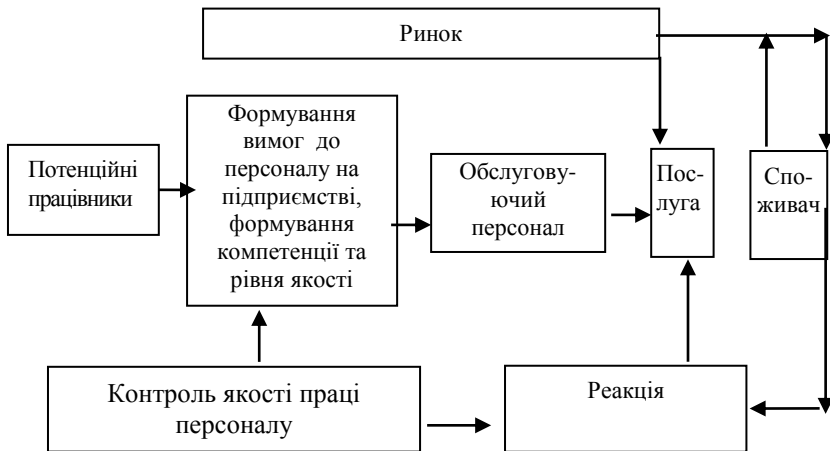 Ринок
Потенційні
працівники
Формування
вимог до
персоналу на
підприємстві,
формування
компетенції та
рівня якості
Обслугову-
ючий
персонал
Пос-
луга
Спо-
живач
Контроль якості праці
персоналу
Реакція